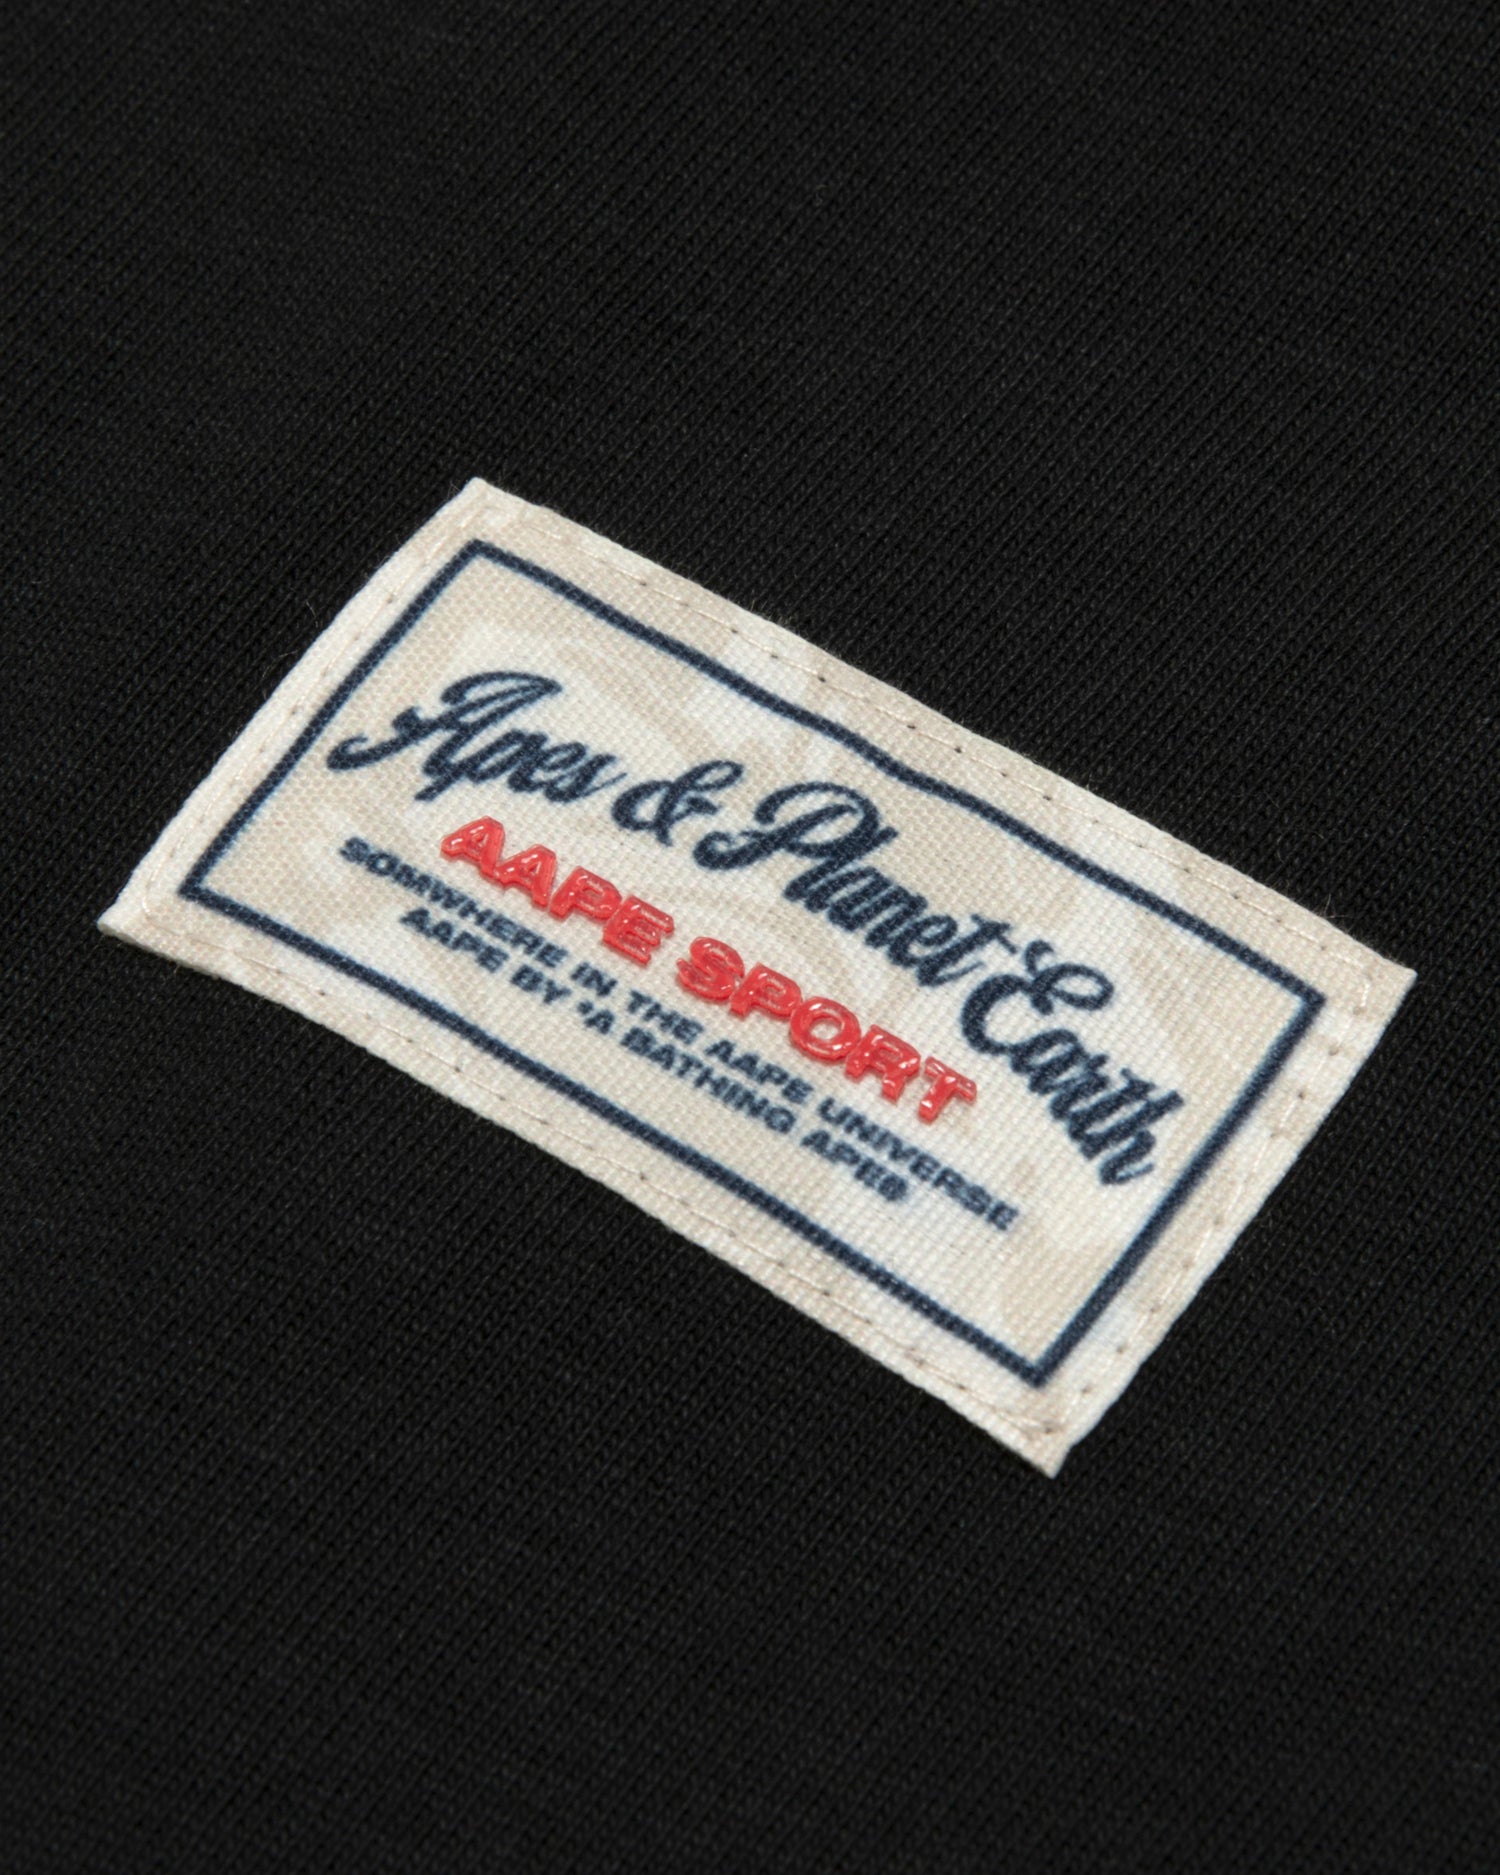 Apes & Planet Earth
AAPE SPORT
SOMWHERE IN THE AAPE UNIVERSE
AAPE BY *A BATHING APE®